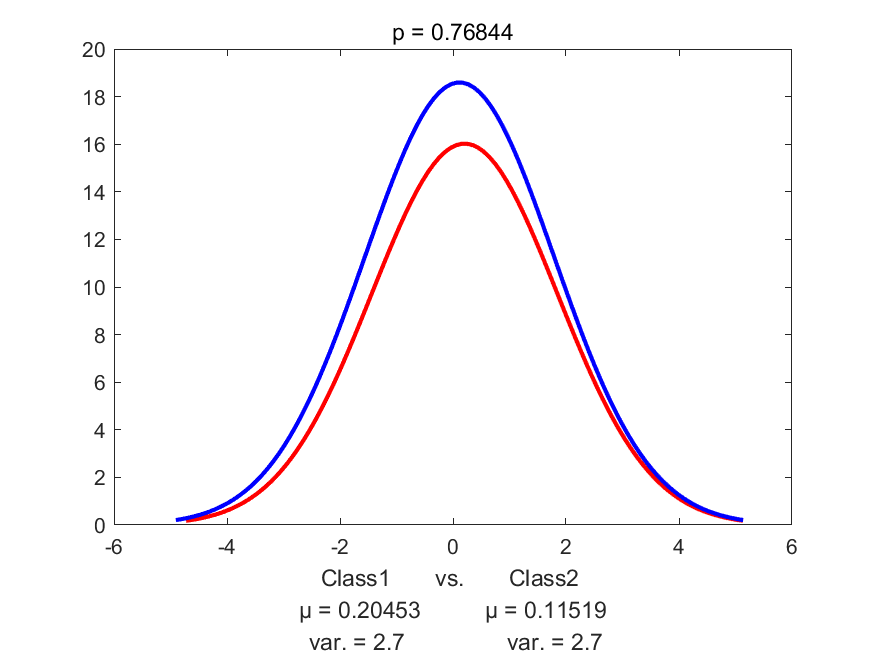 p = 0.76844
20
18
16
14
12
10
8
6
4
2
0
-6 -4 -2 0 2 4 6
Class1 vs. Class2
μ = 0.20453 μ = 0.11519
var. = 2.7 var. = 2.7